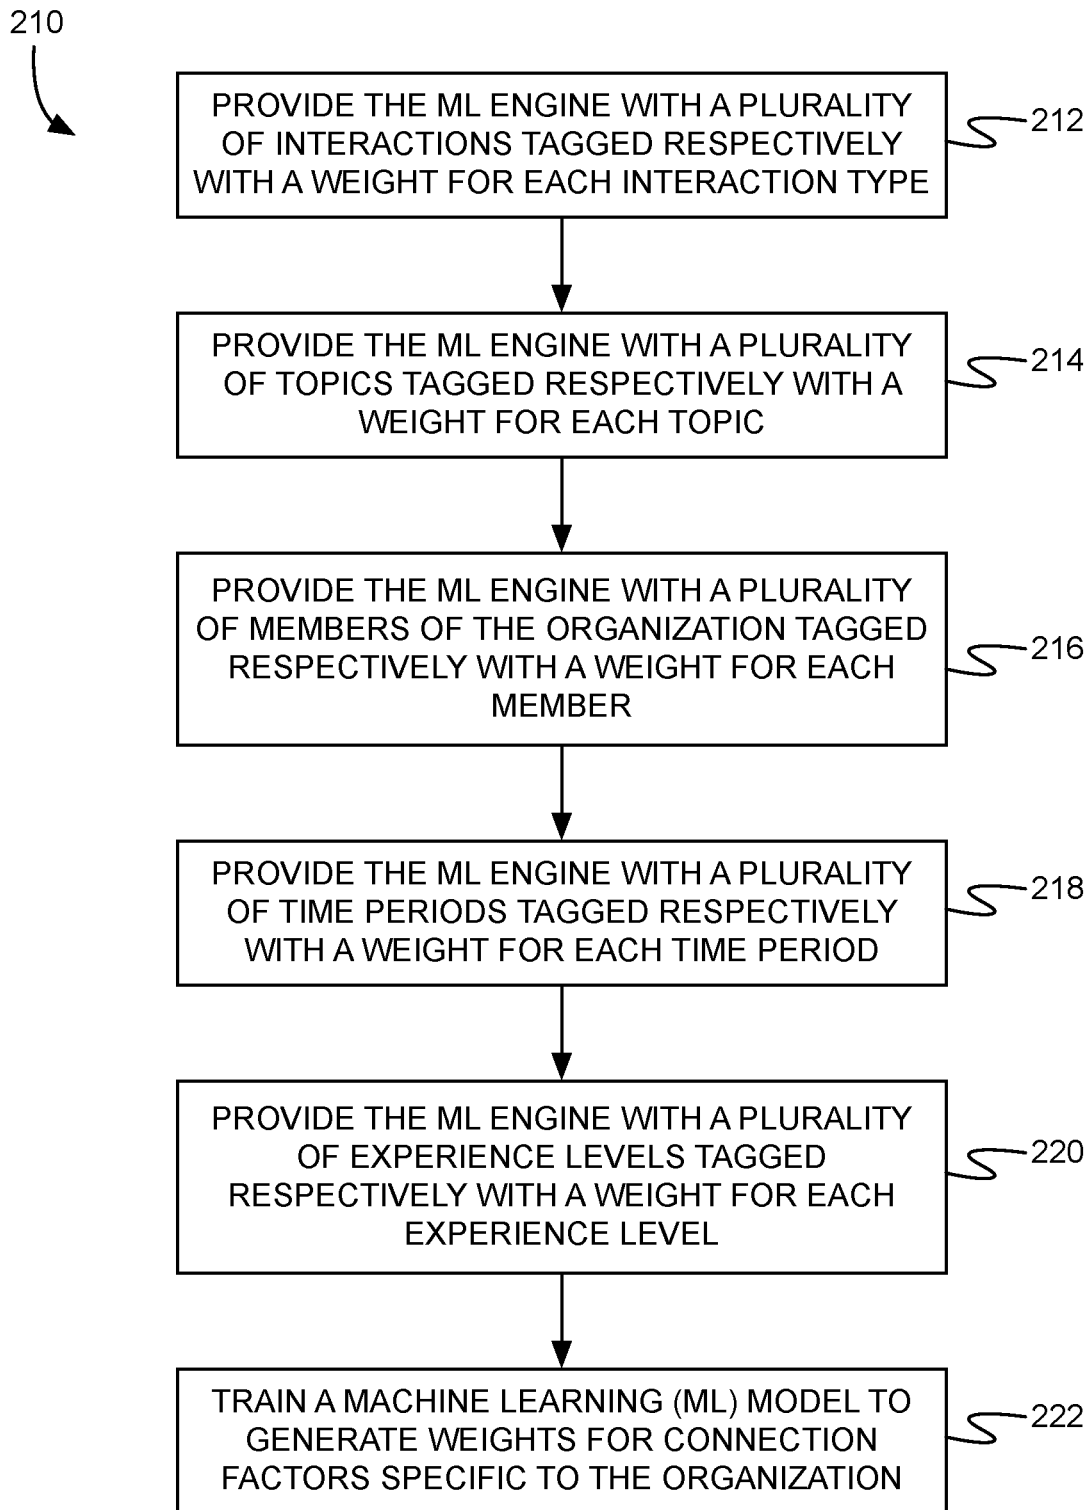 210
PROVIDE THE ML ENGINE WITH A PLURALITY
OF INTERACTIONS TAGGED RESPECTIVELY
WITH A WEIGHT FOR EACH INTERACTION TYPE
212
PROVIDE THE ML ENGINE WITH A PLURALITY
OF TOPICS TAGGED RESPECTIVELY WITH A
WEIGHT FOR EACH TOPIC
214
PROVIDE THE ML ENGINE WITH A PLURALITY
OF MEMBERS OF THE ORGANIZATION TAGGED
RESPECTIVELY WITH A WEIGHT FOR EACH
MEMBER
216
PROVIDE THE ML ENGINE WITH A PLURALITY
OF TIME PERIODS TAGGED RESPECTIVELY
WITH A WEIGHT FOR EACH TIME PERIOD
218
PROVIDE THE ML ENGINE WITH A PLURALITY
OF EXPERIENCE LEVELS TAGGED
RESPECTIVELY WITH A WEIGHT FOR EACH
EXPERIENCE LEVEL
220
TRAIN A MACHINE LEARNING (ML) MODEL TO
GENERATE WEIGHTS FOR CONNECTION
FACTORS SPECIFIC TO THE ORGANIZATION
222